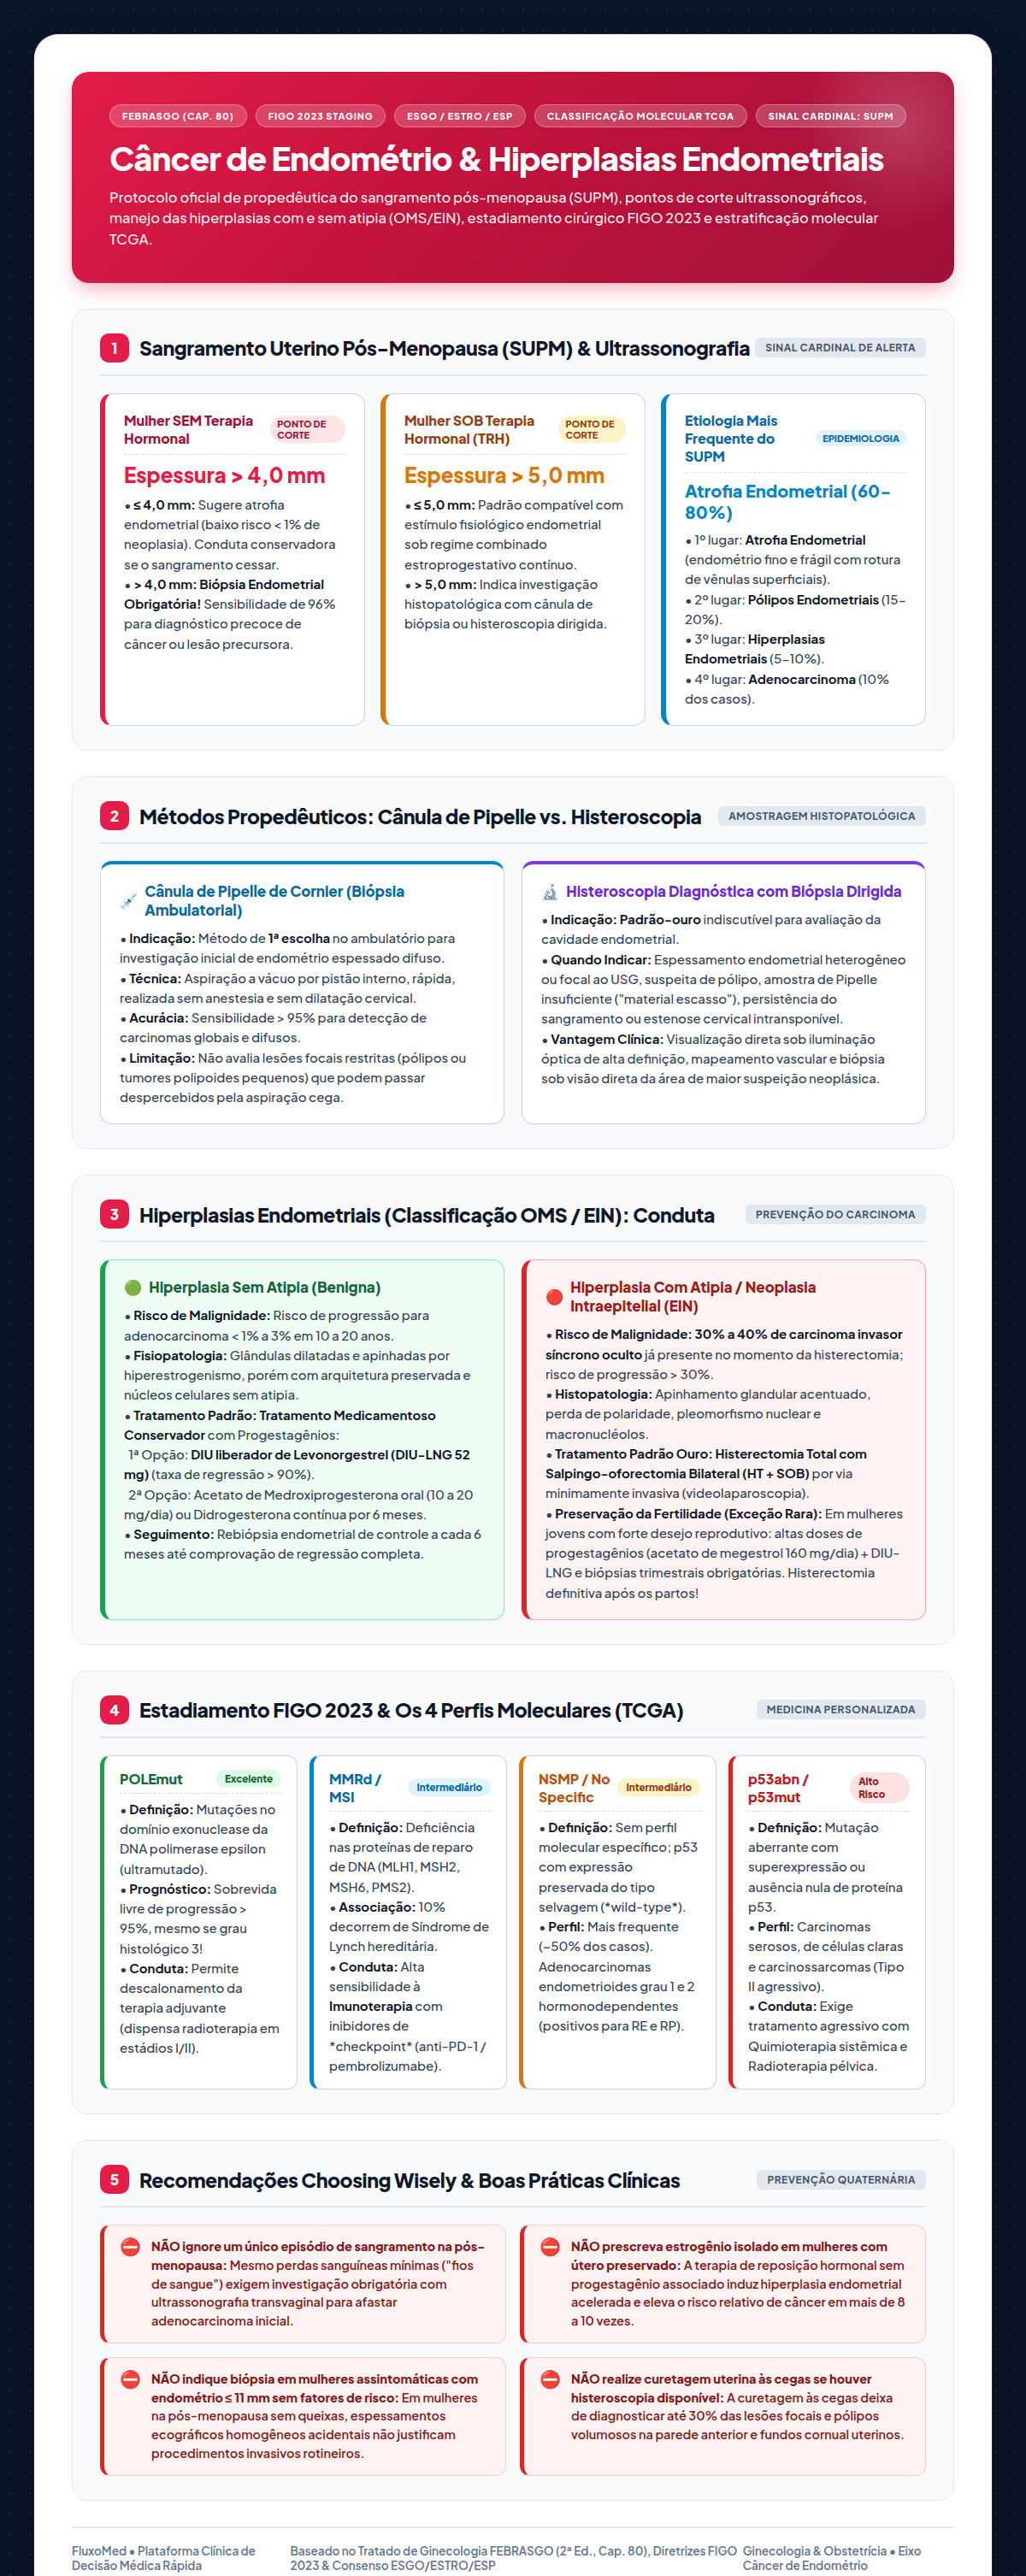 FEBRASGO (CAP. 80)
FIGO 2023 STAGING
ESGO / ESTRO / ESP
CLASSIFICAÇÃO MOLECULAR TCGA
SINAL CARDINAL: SUPM
Câncer de Endométrio & Hiperplasias Endometriais
Protocolo oficial de propedêutica do sangramento pós-menopausa (SUPM), pontos de corte ultrassonográficos,
manejo das hiperplasias com e sem atipia (OMS/EIN), estadiamento cirúrgico FIGO 2023 e estratificação molecular
TCGA.
1
Sangramento Uterino Pós-Menopausa (SUPM) & Ultrassonografia
SINAL CARDINAL DE ALERTA
Mulher SEM Terapia
Hormonal
PONTO DE
CORTE
Espessura > 4,0 mm
• ≤ 4,0 mm: Sugere atrofia
endometrial (baixo risco < 1% de
neoplasia). Conduta conservadora
se o sangramento cessar.
• > 4,0 mm: Biópsia Endometrial
Obrigatória! Sensibilidade de 96%
para diagnóstico precoce de
câncer ou lesão precursora.
Mulher SOB Terapia
Hormonal (TRH)
PONTO DE
CORTE
Espessura > 5,0 mm
• ≤ 5,0 mm: Padrão compatível com
estímulo fisiológico endometrial
sob regime combinado
estroprogestativo contínuo.
• > 5,0 mm: Indica investigação
histopatológica com cânula de
biópsia ou histeroscopia dirigida.
Etiologia Mais
Frequente do
SUPM
EPIDEMIOLOGIA
Atrofia Endometrial (60-
80%)
• 1º lugar: Atrofia Endometrial
(endométrio fino e frágil com rotura
de vênulas superficiais).
• 2º lugar: Pólipos Endometriais (15-
20%).
• 3º lugar: Hiperplasias
Endometriais (5-10%).
• 4º lugar: Adenocarcinoma (10%
dos casos).
2
Métodos Propedêuticos: Cânula de Pipelle vs. Histeroscopia
AMOSTRAGEM HISTOPATOLÓGICA
Cânula de Pipelle de Cornier (Biópsia
Ambulatorial)
• Indicação: Método de 1ª escolha no ambulatório para
investigação inicial de endométrio espessado difuso.
• Técnica: Aspiração a vácuo por pistão interno, rápida,
realizada sem anestesia e sem dilatação cervical.
• Acurácia: Sensibilidade > 95% para detecção de
carcinomas globais e difusos.
• Limitação: Não avalia lesões focais restritas (pólipos ou
tumores polipoides pequenos) que podem passar
despercebidos pela aspiração cega.
Histeroscopia Diagnóstica com Biópsia Dirigida
• Indicação: Padrão-ouro indiscutível para avaliação da
cavidade endometrial.
• Quando Indicar: Espessamento endometrial heterogêneo
ou focal ao USG, suspeita de pólipo, amostra de Pipelle
insuficiente ("material escasso"), persistência do
sangramento ou estenose cervical intransponível.
• Vantagem Clínica: Visualização direta sob iluminação
óptica de alta definição, mapeamento vascular e biópsia
sob visão direta da área de maior suspeição neoplásica.
3
Hiperplasias Endometriais (Classificação OMS / EIN): Conduta
PREVENÇÃO DO CARCINOMA
Hiperplasia Sem Atipia (Benigna)
• Risco de Malignidade: Risco de progressão para
adenocarcinoma < 1% a 3% em 10 a 20 anos.
• Fisiopatologia: Glândulas dilatadas e apinhadas por
hiperestrogenismo, porém com arquitetura preservada e
núcleos celulares sem atipia.
• Tratamento Padrão: Tratamento Medicamentoso
Conservador com Progestagênios:
1ª Opção: DIU liberador de Levonorgestrel (DIU-LNG 52
mg) (taxa de regressão > 90%).
2ª Opção: Acetato de Medroxiprogesterona oral (10 a 20
mg/dia) ou Didrogesterona contínua por 6 meses.
• Seguimento: Rebiópsia endometrial de controle a cada 6
meses até comprovação de regressão completa.
Hiperplasia Com Atipia / Neoplasia
Intraepitelial (EIN)
• Risco de Malignidade: 30% a 40% de carcinoma invasor
síncrono oculto já presente no momento da histerectomia;
risco de progressão > 30%.
• Histopatologia: Apinhamento glandular acentuado,
perda de polaridade, pleomorfismo nuclear e
macronucléolos.
• Tratamento Padrão Ouro: Histerectomia Total com
Salpingo-oforectomia Bilateral (HT + SOB) por via
minimamente invasiva (videolaparoscopia).
• Preservação da Fertilidade (Exceção Rara): Em mulheres
jovens com forte desejo reprodutivo: altas doses de
progestagênios (acetato de megestrol 160 mg/dia) + DIU-
LNG e biópsias trimestrais obrigatórias. Histerectomia
definitiva após os partos!
4
Estadiamento FIGO 2023 & Os 4 Perfis Moleculares (TCGA)
MEDICINA PERSONALIZADA
POLEmut
Excelente
• Definição: Mutações no
domínio exonuclease da
DNA polimerase epsilon
(ultramutado).
• Prognóstico: Sobrevida
livre de progressão >
95%, mesmo se grau
histológico 3!
• Conduta: Permite
descalonamento da
terapia adjuvante
(dispensa radioterapia em
estádios I/II).
MMRd /
MSI
Intermediário
• Definição: Deficiência
nas proteínas de reparo
de DNA (MLH1, MSH2,
MSH6, PMS2).
• Associação: 10%
decorrem de Síndrome de
Lynch hereditária.
• Conduta: Alta
sensibilidade à
Imunoterapia com
inibidores de
*checkpoint* (anti-PD-1 /
pembrolizumabe).
NSMP / No
Specific
Intermediário
• Definição: Sem perfil
molecular específico; p53
com expressão
preservada do tipo
selvagem (*wild-type*).
• Perfil: Mais frequente
(~50% dos casos).
Adenocarcinomas
endometrioides grau 1 e 2
hormonodependentes
(positivos para RE e RP).
p53abn /
p53mut
Alto
Risco
• Definição: Mutação
aberrante com
superexpressão ou
ausência nula de proteína
p53.
• Perfil: Carcinomas
serosos, de células claras
e carcinossarcomas (Tipo
II agressivo).
• Conduta: Exige
tratamento agressivo com
Quimioterapia sistêmica e
Radioterapia pélvica.
5
Recomendações Choosing Wisely & Boas Práticas Clínicas
PREVENÇÃO QUATERNÁRIA
NÃO ignore um único episódio de sangramento na pós-
menopausa: Mesmo perdas sanguíneas mínimas ("fios
de sangue") exigem investigação obrigatória com
ultrassonografia transvaginal para afastar
adenocarcinoma inicial.
NÃO prescreva estrogênio isolado em mulheres com
útero preservado: A terapia de reposição hormonal sem
progestagênio associado induz hiperplasia endometrial
acelerada e eleva o risco relativo de câncer em mais de 8
a 10 vezes.
NÃO indique biópsia em mulheres assintomáticas com
endométrio ≤ 11 mm sem fatores de risco: Em mulheres
na pós-menopausa sem queixas, espessamentos
ecográficos homogêneos acidentais não justificam
procedimentos invasivos rotineiros.
NÃO realize curetagem uterina às cegas se houver
histeroscopia disponível: A curetagem às cegas deixa
de diagnosticar até 30% das lesões focais e pólipos
volumosos na parede anterior e fundos cornual uterinos.
FluxoMed • Plataforma Clínica de
Decisão Médica Rápida
Baseado no Tratado de Ginecologia FEBRASGO (2ª Ed., Cap. 80), Diretrizes FIGO
2023 & Consenso ESGO/ESTRO/ESP
Ginecologia & Obstetrícia • Eixo
Câncer de Endométrio